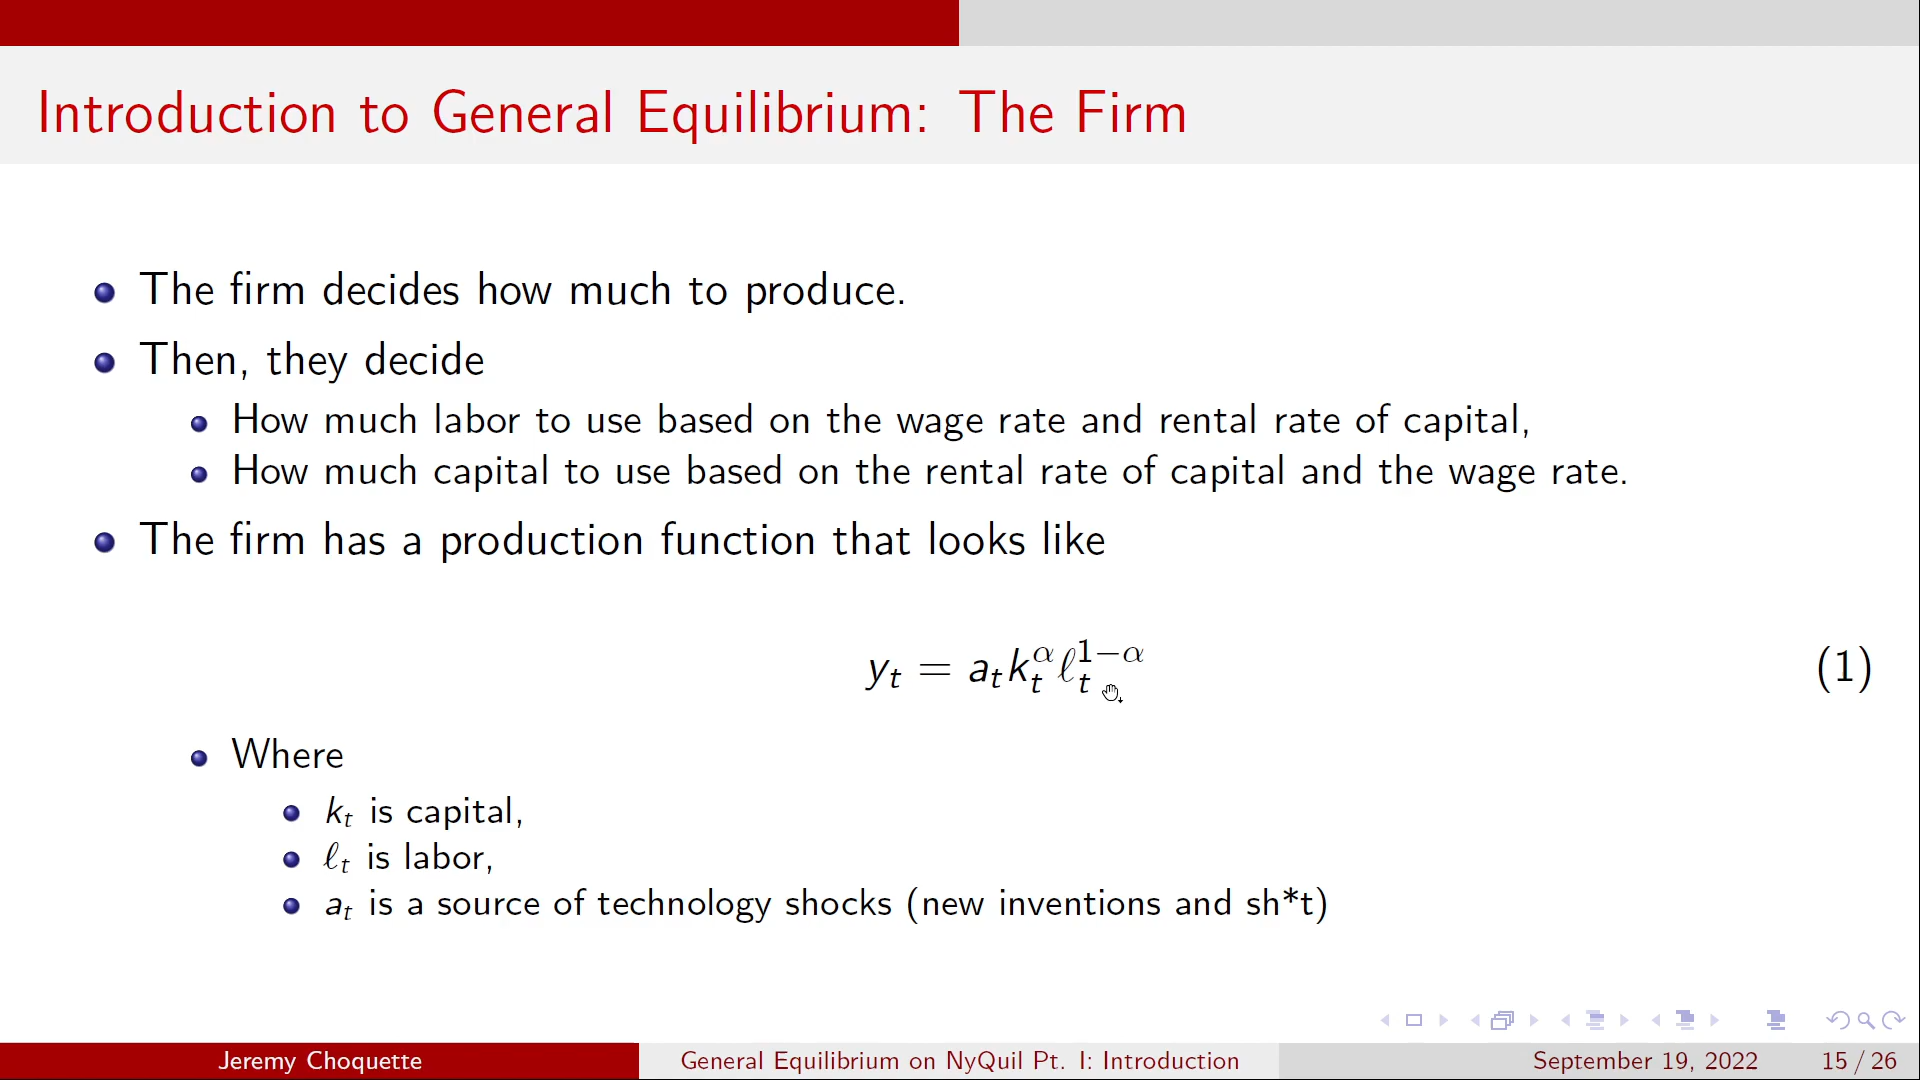 Introduction to General Equilibrium: The Firm
The firm decides how much to produce.
Then, they decide
How much labor to use based on the wage rate and rental rate of capital,
How much capital to use based on the rental rate of capital and the wage rate.
The firm has a production function that looks like
$y_t = a_t k_t^{\alpha} \ell_t^{1-\alpha}$ (1)
Where
$k_t$ is capital,
$\ell_t$ is labor,
$a_t$ is a source of technology shocks (new inventions and sh*t)
Jeremy Choquette General Equilibrium on NyQuil Pt. I: Introduction September 19, 2022 15 / 26